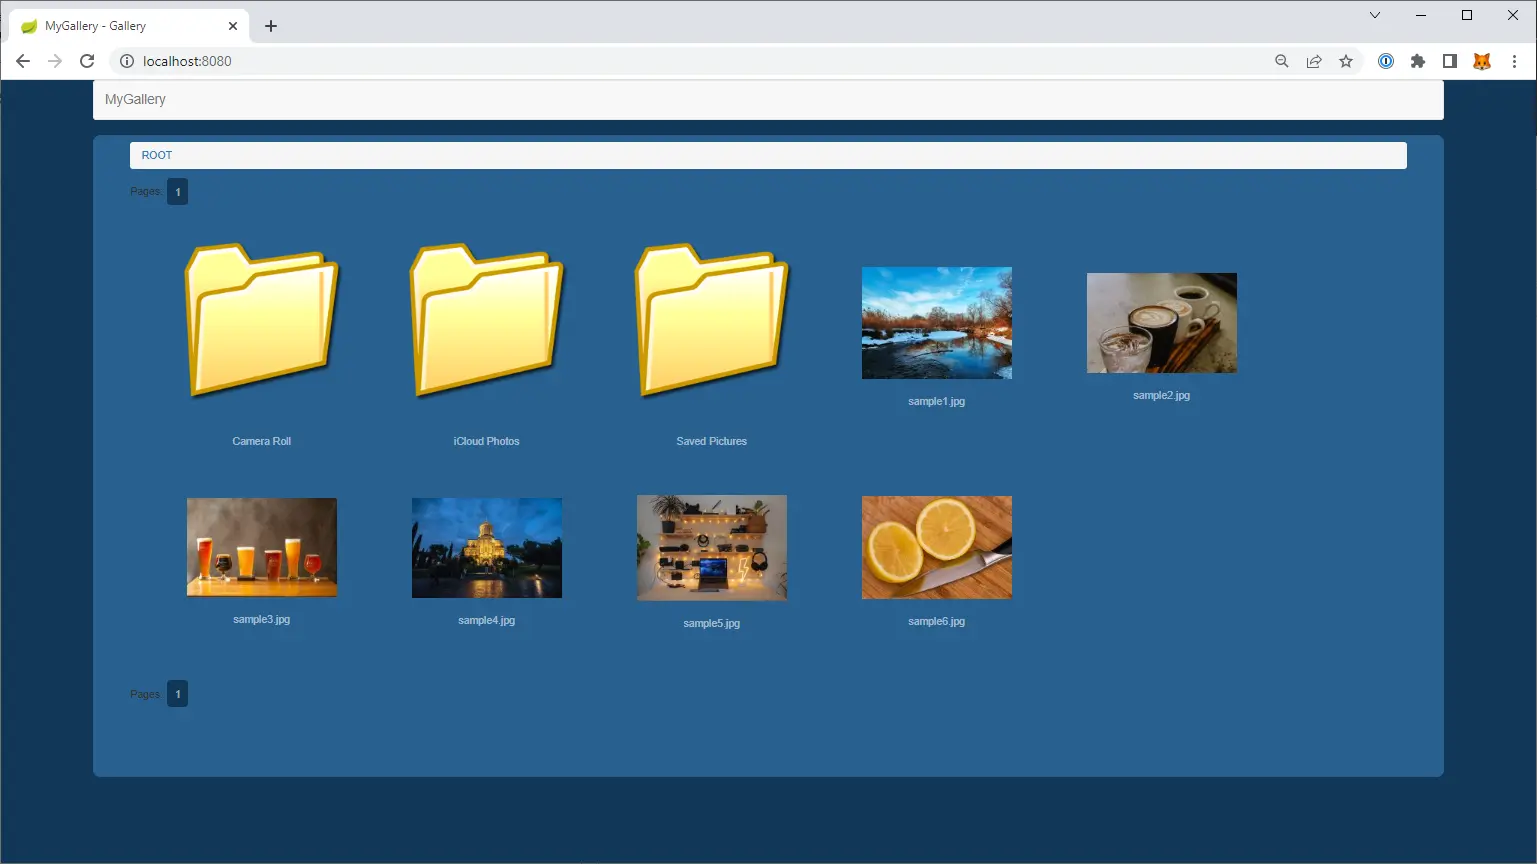 MyGallery - Gallery
localhost:8080
MyGallery
ROOT
Pages: 1
Camera Roll
iCloud Photos
Saved Pictures
sample1.jpg
sample2.jpg
sample3.jpg
sample4.jpg
sample5.jpg
sample6.jpg
Pages: 1